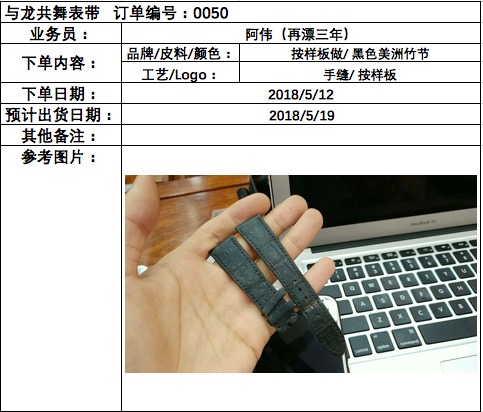 与龙共舞表带 订单编号：0050
业务员： 阿伟（再漂三年）
下单内容： 品牌/皮料/颜色： 按样板做/ 黑色美洲竹节
工艺/Logo： 手缝/ 按样板
下单日期： 2018/5/12
预计出货日期： 2018/5/19
其他备注：
参考图片：